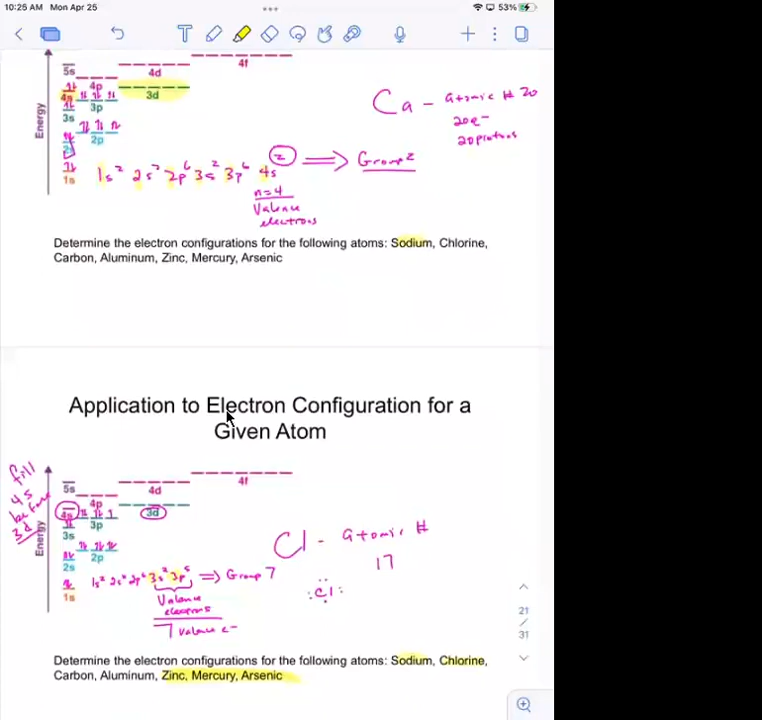 10:25 AM Mon Apr 25
53%
5s
4d
4f
4s
4p
3d
3s
3p
2p
1s
Energy
Ca - atomic # 20
20e-
20 protons
1s² 2s² 2p⁶ 3s² 3p⁶ 4s² ⟹ Group 2
n=4
Valence
electrons
Determine the electron configurations for the following atoms: Sodium, Chlorine,
Carbon, Aluminum, Zinc, Mercury, Arsenic
Application to Electron Configuration for a
Given Atom
fill
4s
before
3d
Energy
5s
4d
4f
4s
4p
3d
3s
3p
2s
2p
1s
Cl - atomic #
17
1s² 2s² 2p⁶ 3s² 3p⁵ ⟹ Group 7
Valence
electrons
7 valence e-
:Cl:
21
/
31
Determine the electron configurations for the following atoms: Sodium, Chlorine,
Carbon, Aluminum, Zinc, Mercury, Arsenic